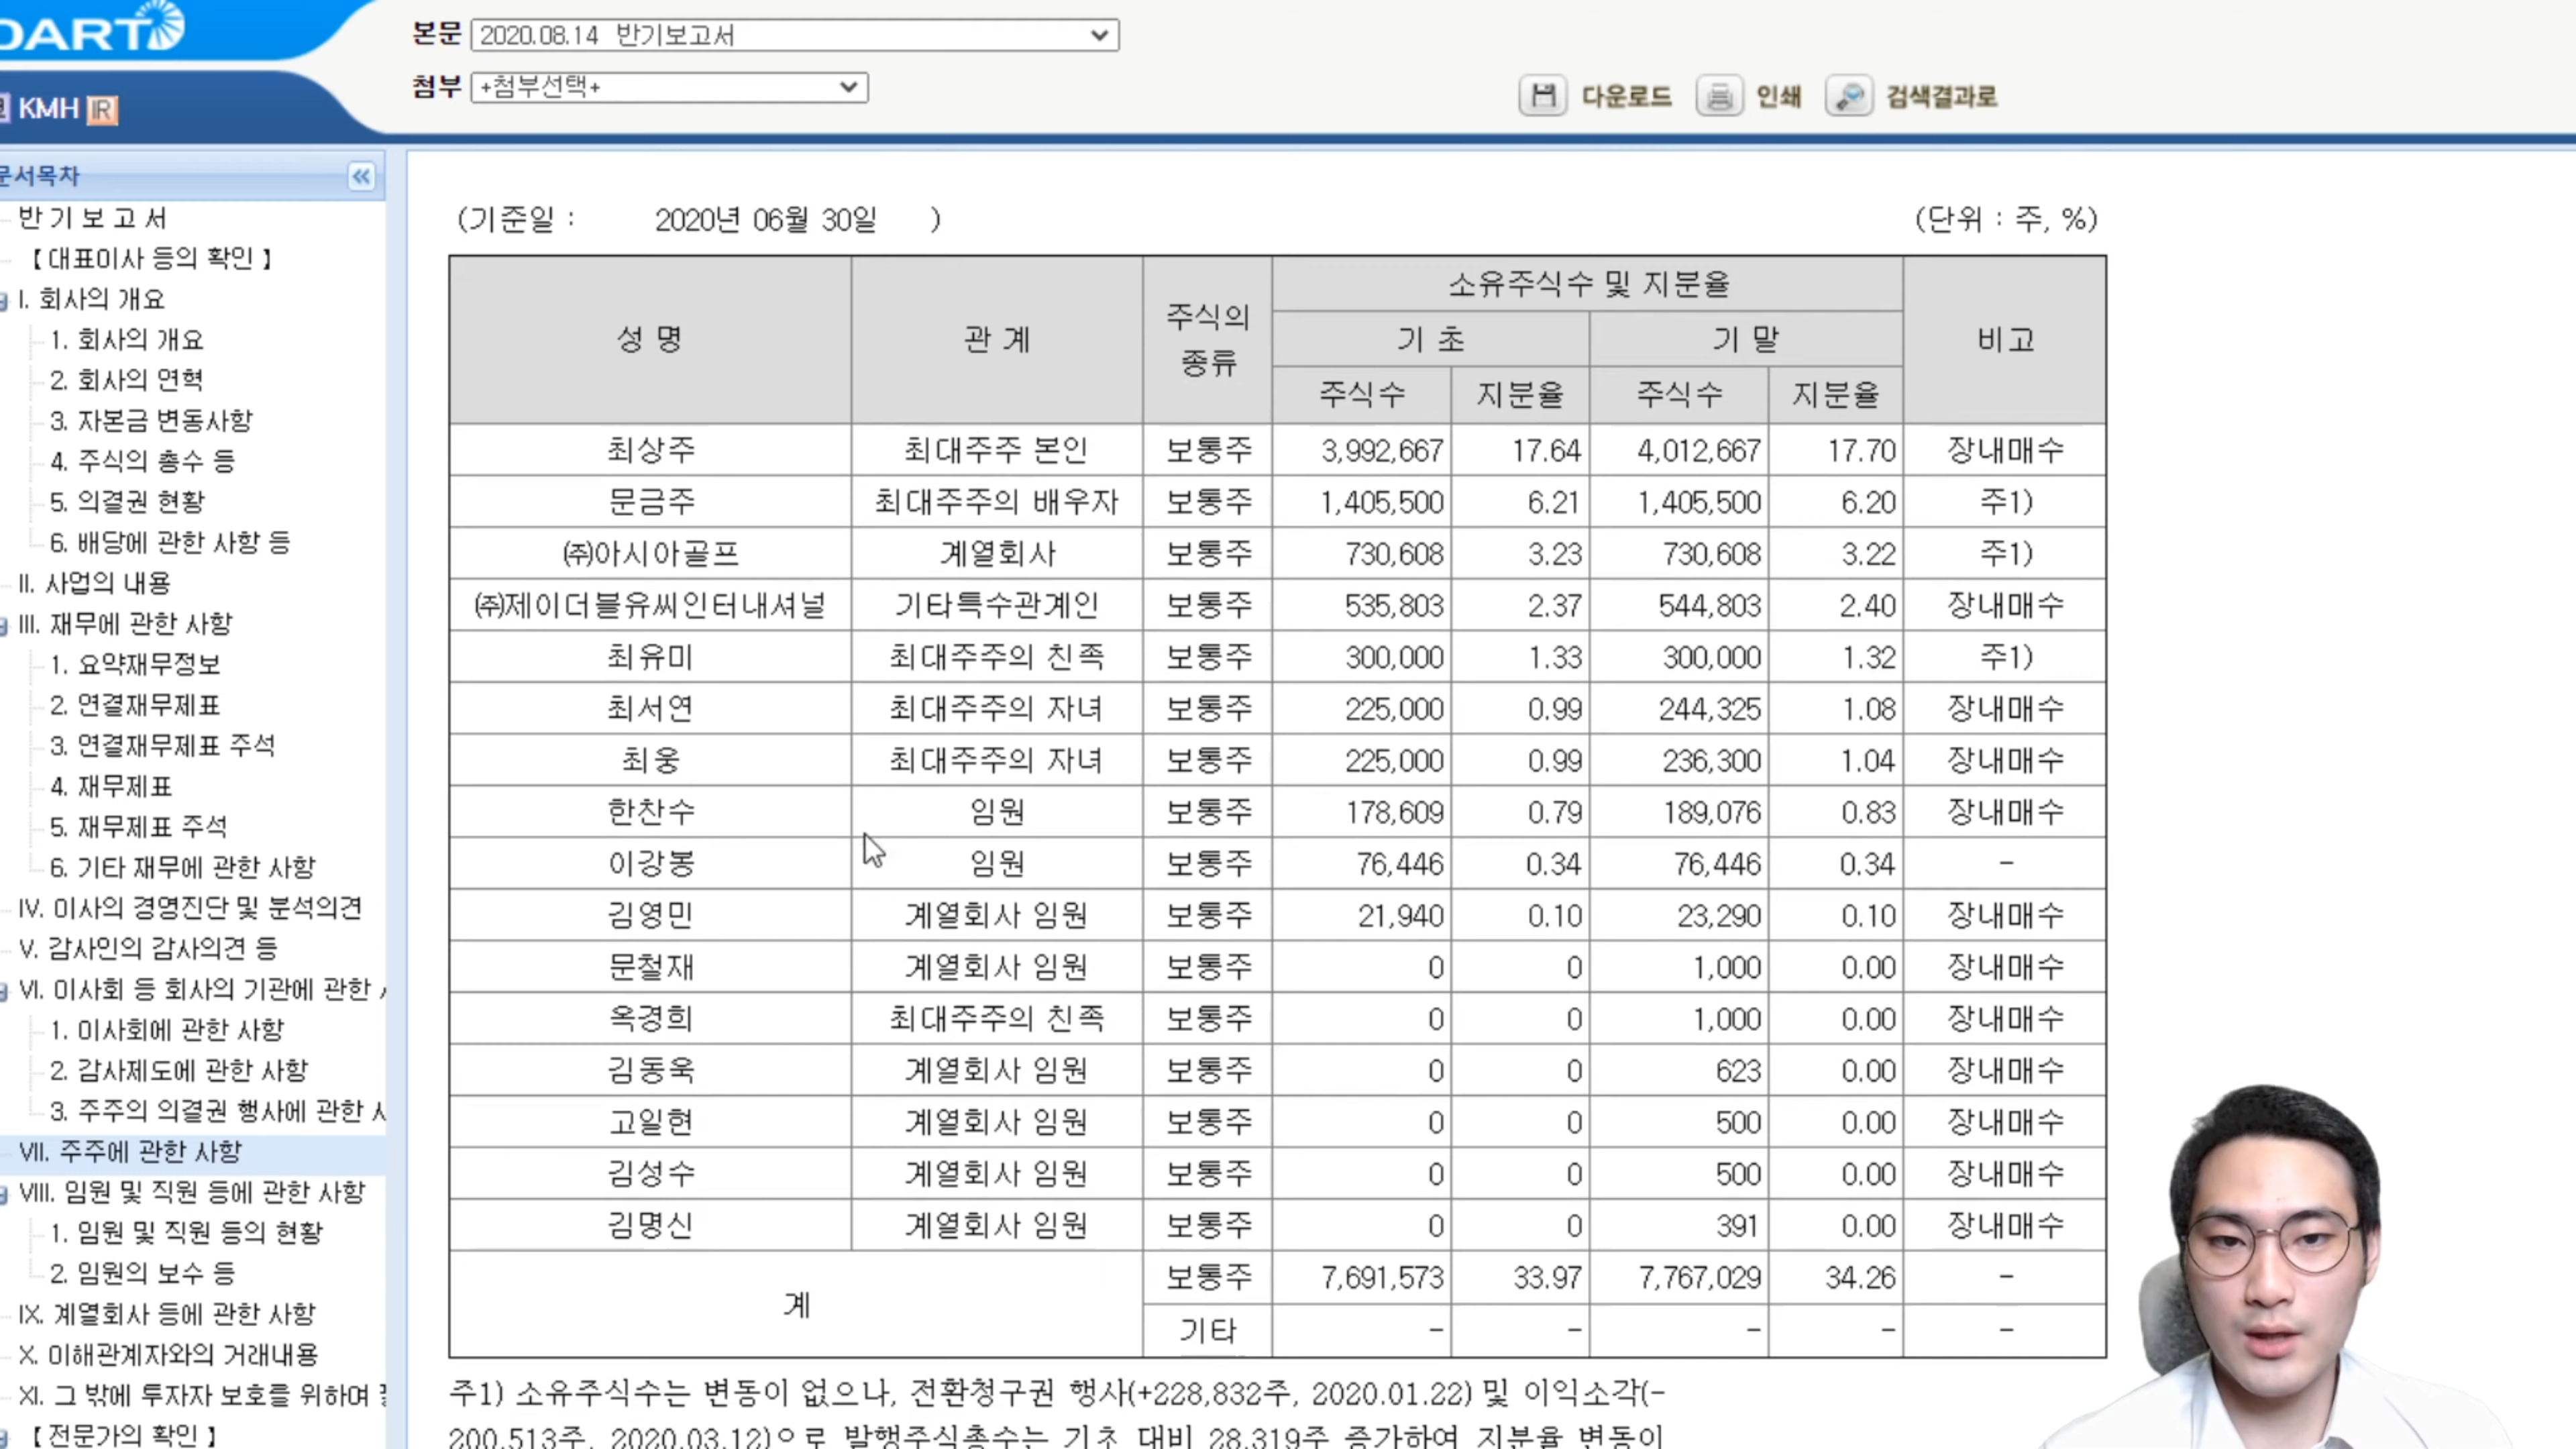 DART
본문 2020.08.14 반기보고서
첨부 +첨부선택+
KMH IR
다운로드 인쇄 검색결과로
문서목차
반 기 보 고 서
【 대표이사 등의 확인 】
I. 회사의 개요
1. 회사의 개요
2. 회사의 연혁
3. 자본금 변동사항
4. 주식의 총수 등
5. 의결권 현황
6. 배당에 관한 사항 등
II. 사업의 내용
III. 재무에 관한 사항
1. 요약재무정보
2. 연결재무제표
3. 연결재무제표 주석
4. 재무제표
5. 재무제표 주석
6. 기타 재무에 관한 사항
IV. 이사의 경영진단 및 분석의견
V. 감사인의 감사의견 등
VI. 이사회 등 회사의 기관에 관한
1. 이사회에 관한 사항
2. 감사제도에 관한 사항
3. 주주의 의결권 행사에 관한
VII. 주주에 관한 사항
VIII. 임원 및 직원 등에 관한 사항
1. 임원 및 직원 등의 현황
2. 임원의 보수 등
IX. 계열회사 등에 관한 사항
X. 이해관계자와의 거래내용
XI. 그 밖에 투자자 보호를 위하여
【 전문가의 확인 】
(기준일 : 2020년 06월 30일 )
(단위 : 주, %)
성 명 관 계 주식의 종류 소유주식수 및 지분율 비고
기 초 기 말
주식수 지분율 주식수 지분율
최상주 최대주주 본인 보통주 3,992,667 17.64 4,012,667 17.70 장내매수
문금주 최대주주의 배우자 보통주 1,405,500 6.21 1,405,500 6.20 주1)
㈜아시아골프 계열회사 보통주 730,608 3.23 730,608 3.22 주1)
㈜제이더블유씨인터내셔널 기타특수관계인 보통주 535,803 2.37 544,803 2.40 장내매수
최유미 최대주주의 친족 보통주 300,000 1.33 300,000 1.32 주1)
최서연 최대주주의 자녀 보통주 225,000 0.99 244,325 1.08 장내매수
최웅 최대주주의 자녀 보통주 225,000 0.99 236,300 1.04 장내매수
한찬수 임원 보통주 178,609 0.79 189,076 0.83 장내매수
이강봉 임원 보통주 76,446 0.34 76,446 0.34 -
김영민 계열회사 임원 보통주 21,940 0.10 23,290 0.10 장내매수
문철재 계열회사 임원 보통주 0 0 1,000 0.00 장내매수
옥경희 최대주주의 친족 보통주 0 0 1,000 0.00 장내매수
김동욱 계열회사 임원 보통주 0 0 623 0.00 장내매수
고일현 계열회사 임원 보통주 0 0 500 0.00 장내매수
김성수 계열회사 임원 보통주 0 0 500 0.00 장내매수
김명신 계열회사 임원 보통주 0 0 391 0.00 장내매수
계 보통주 7,691,573 33.97 7,767,029 34.26 -
기타 - - - - -
주1) 소유주식수는 변동이 없으나, 전환청구권 행사(+228,832주, 2020.01.22) 및 이익소각(-
200,513주, 2020.03.12)으로 발행주식총수는 기초 대비 28,319주 증가하여 지분율 변동이